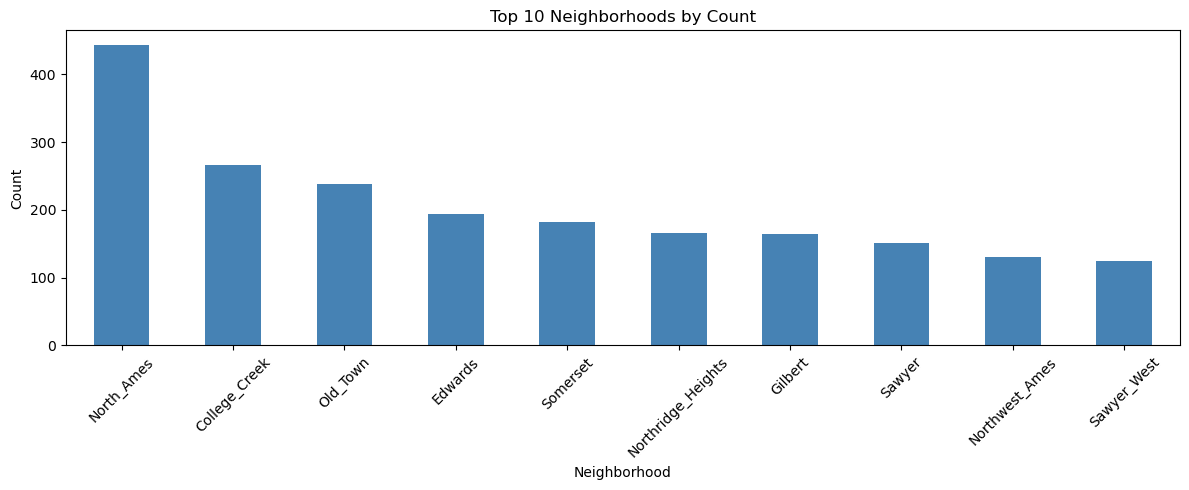 Top 10 Neighborhoods by Count
Count
400
300
200
100
0
North_Ames
College_Creek
Old_Town
Edwards
Somerset
Northridge_Heights
Gilbert
Sawyer
Northwest_Ames
Sawyer_West
Neighborhood